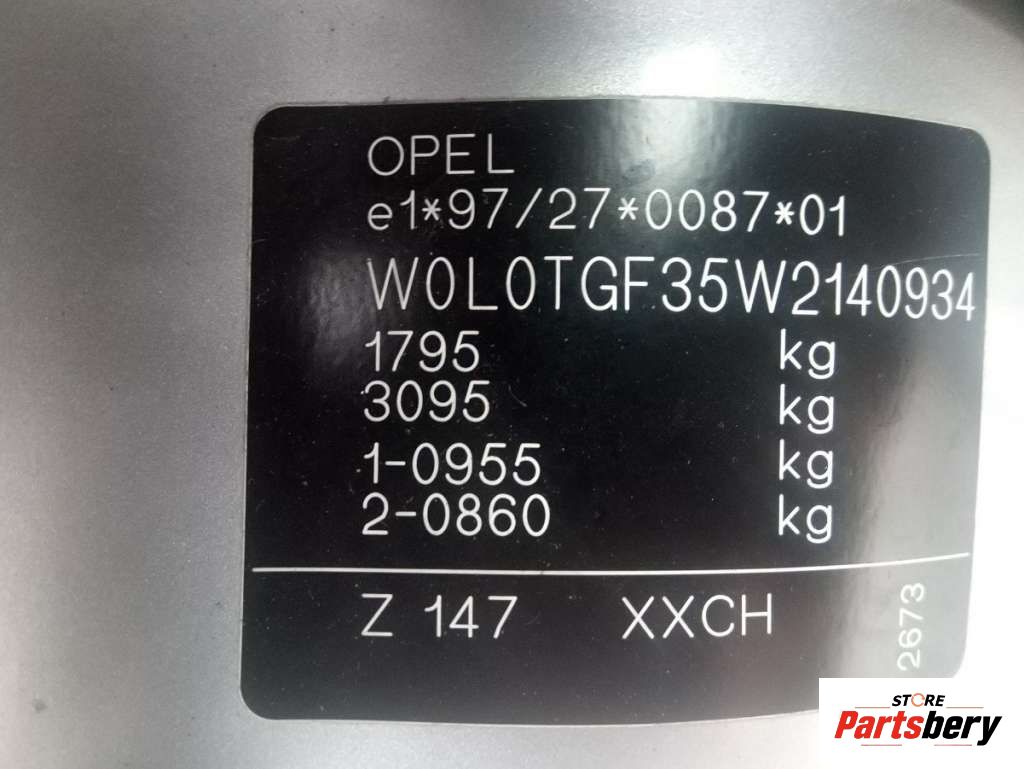 OPEL
e1*97/27*0087*01
W0L0TGF35W2140934
1795 kg
3095 kg
1-0955 kg
2-0860 kg
Z 147 XXCH
2673
STORE
Partsbery